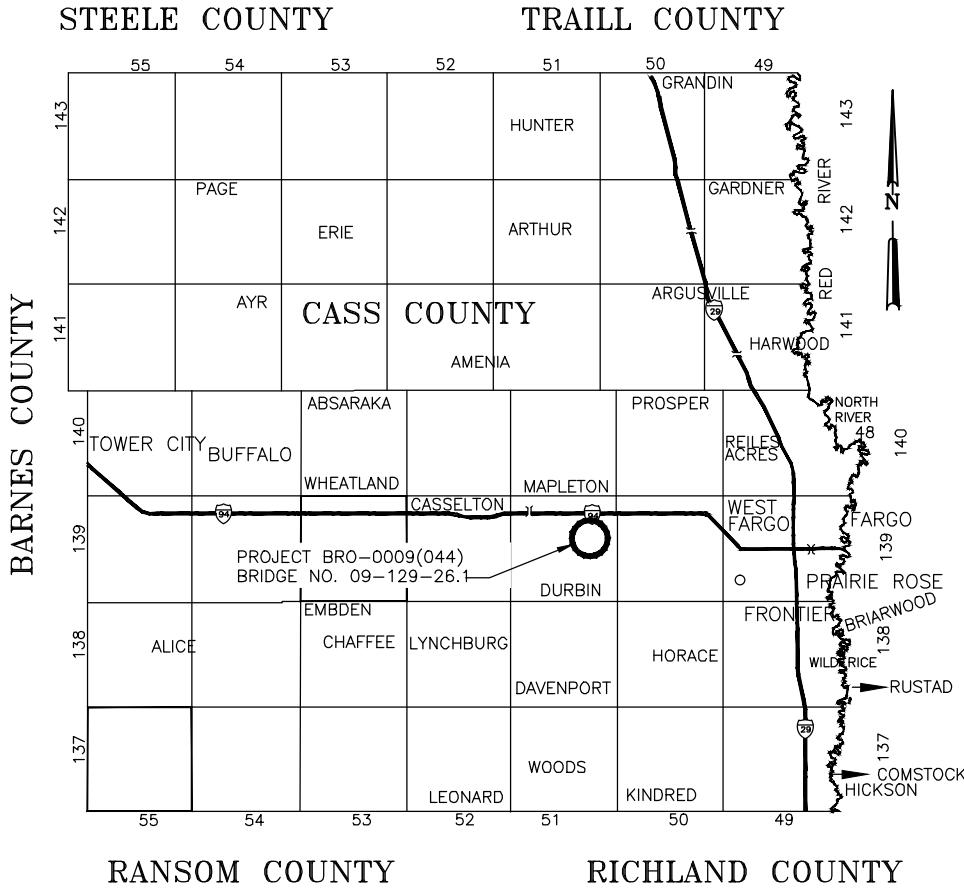 STEELE COUNTY TRAILL COUNTY
55 54 53 52 51 50 49
GRANDIN
143 HUNTER 143
PAGE GARDNER
RIVER
N
142 ERIE ARTHUR 142
RED
AYR ARGUSVILLE
CASS COUNTY 29
141 141
HARWOOD
AMENIA
BARNES COUNTY
ABSARAKA PROSPER NORTH
RIVER
48
140 140
TOWER CITY REILES
ACRES
BUFFALO
WHEATLAND MAPLETON
CASSELTON WEST
FARGO
94 94 FARGO
139 139
PROJECT BRO-0009(044)
BRIDGE NO. 09-129-26.1
DURBIN PRAIRIE ROSE
EMBDEN FRONTIER BRIARWOOD
138 ALICE CHAFFEE LYNCHBURG 138
HORACE WILD RICE
DAVENPORT RUSTAD
29
137 137
WOODS COMSTOCK
LEONARD KINDRED HICKSON
55 54 53 52 51 50 49
RANSOM COUNTY RICHLAND COUNTY